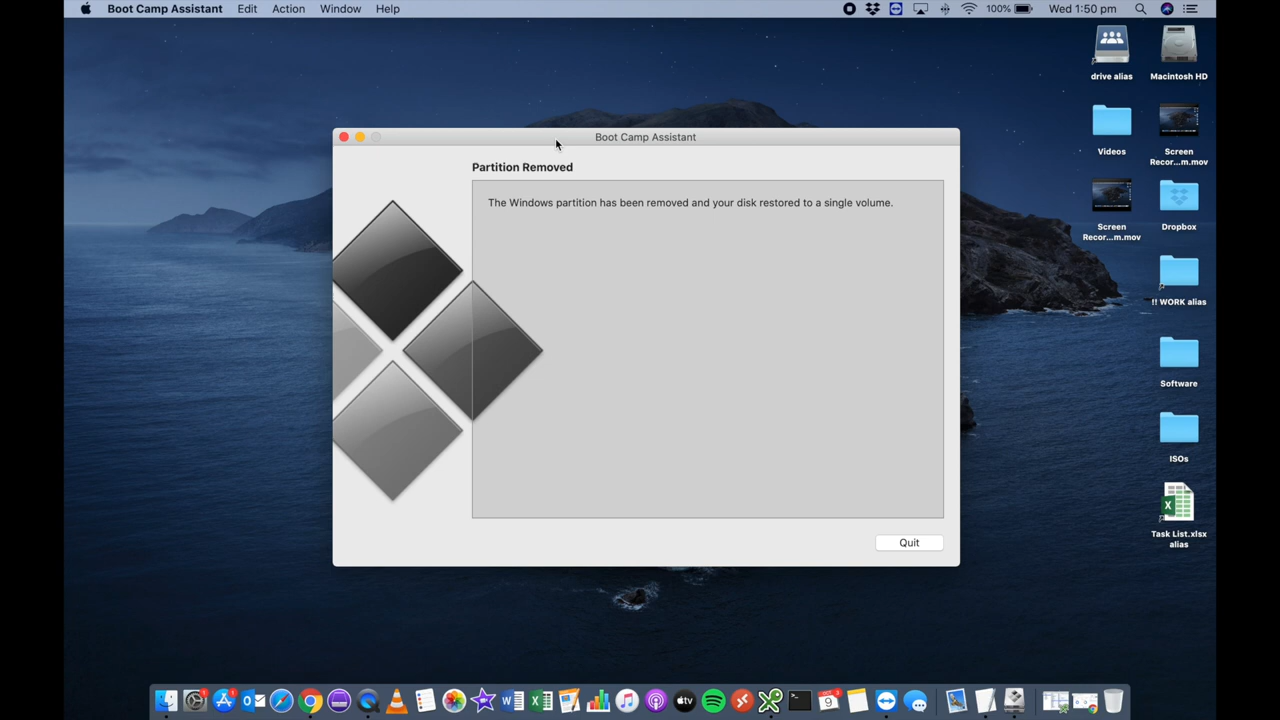 Boot Camp Assistant Edit Action Window Help 100% Wed 1:50 pm
drive alias
Macintosh HD
Videos
Screen
Recor...m.mov
Screen
Recor...m.mov
Dropbox
!! WORK alias
Software
ISOs
Task List.xlsx
alias
Boot Camp Assistant
Partition Removed
The Windows partition has been removed and your disk restored to a single volume.
Quit